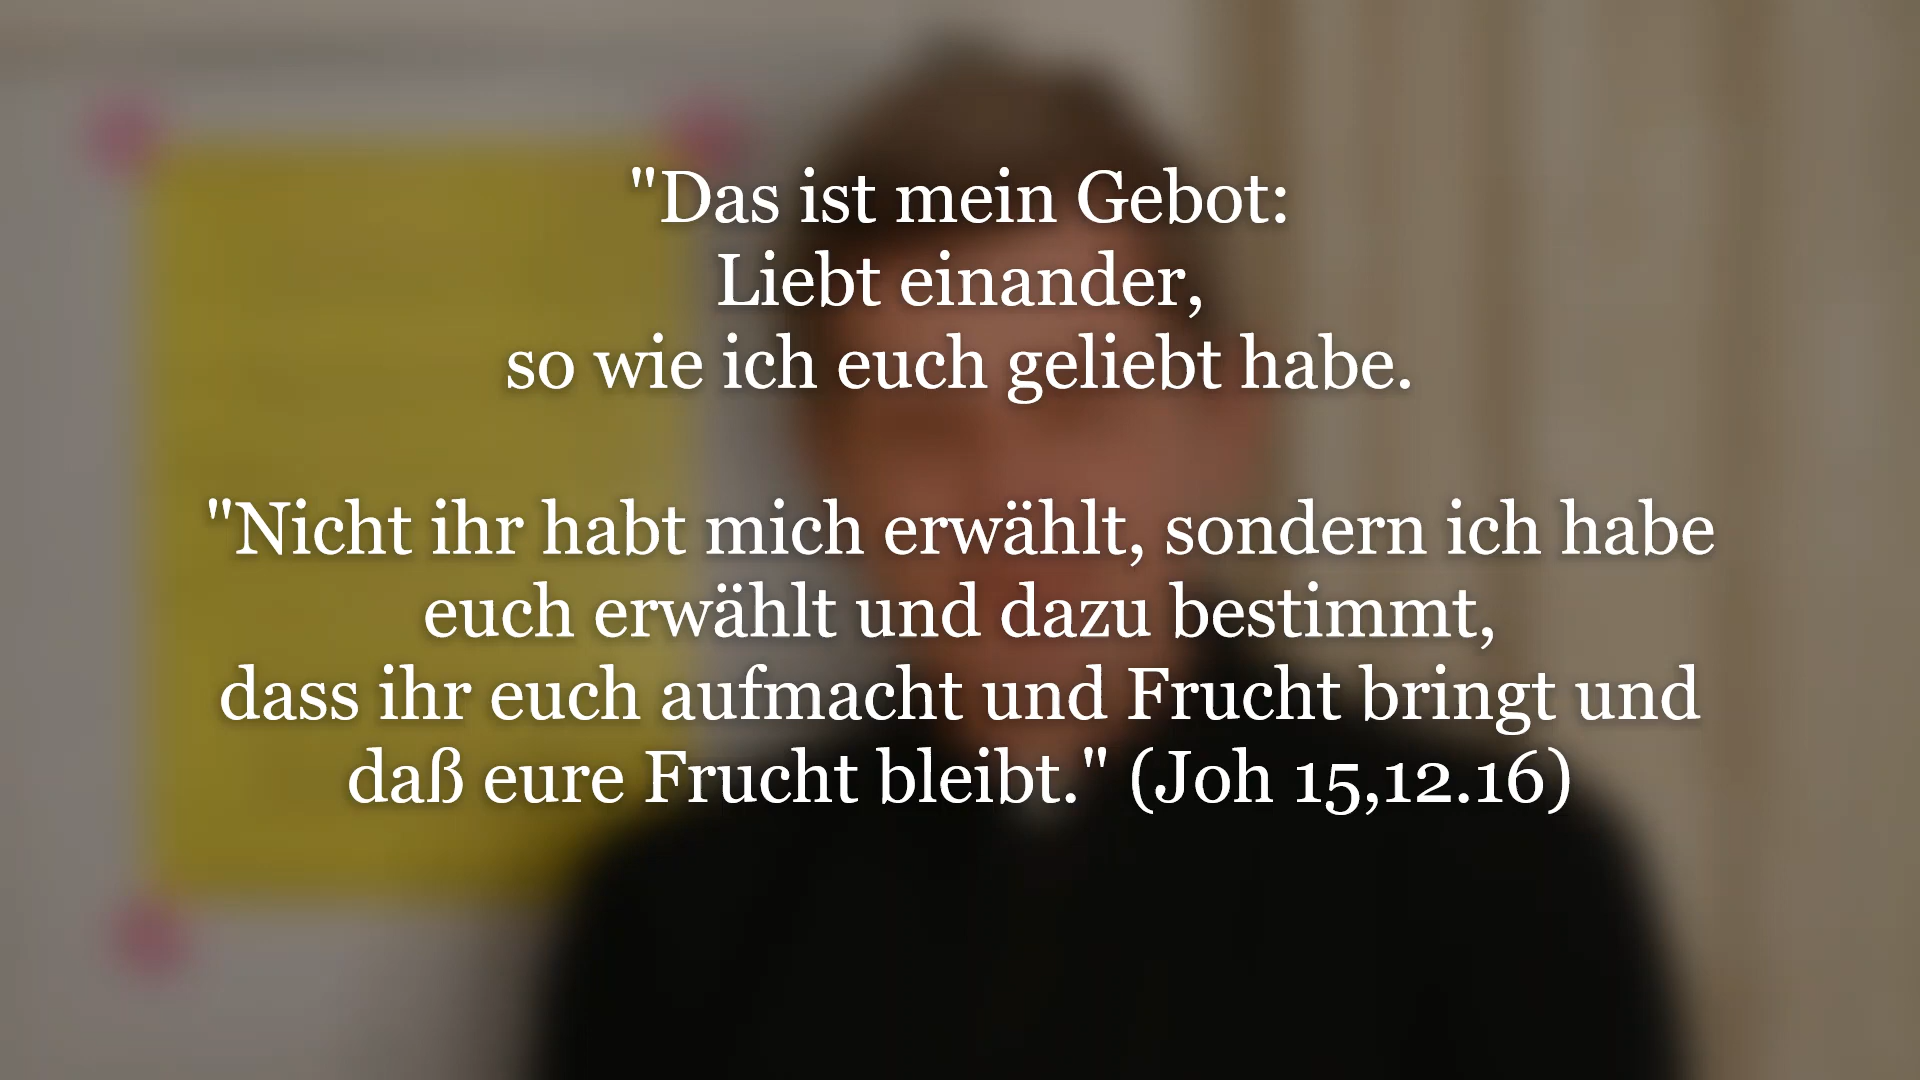 "Das ist mein Gebot:
Liebt einander,
so wie ich euch geliebt habe.
"Nicht ihr habt mich erwählt, sondern ich habe
euch erwählt und dazu bestimmt,
dass ihr euch aufmacht und Frucht bringt und
daß eure Frucht bleibt." (Joh 15,12.16)